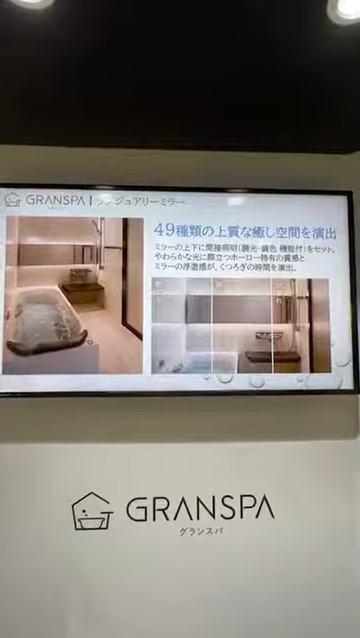 GRANSPA | ラグジュアリーミラー
49種類の上質な癒し空間を演出
ミラーの上下に間接照明(調光・調色 機能付)をセット。
やわらかな光に際立つホーロー特有の質感と
ミラーの浮遊感が、くつろぎの時間を演出。
GRANSPA
グランスパ